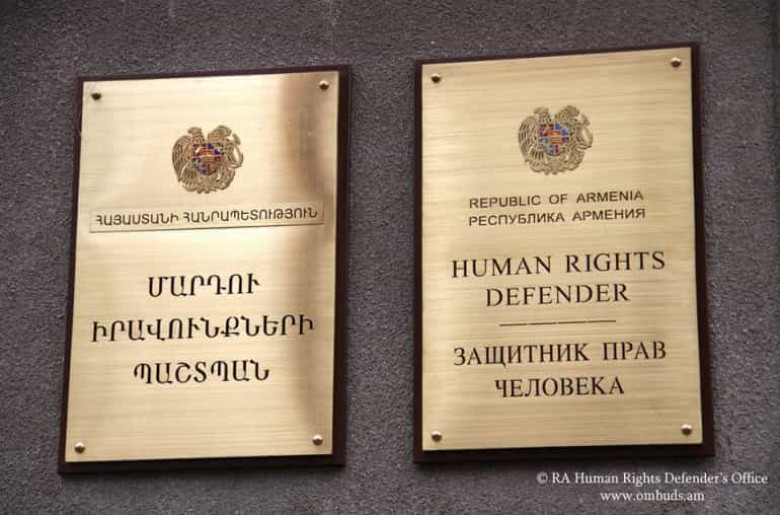 ՀԱՅԱՍՏԱՆԻ ՀԱՆՐԱՊԵՏՈՒԹՅՈՒՆ
ՄԱՐԴՈՒ
ԻՐԱՎՈՒՆՔՆԵՐԻ
ՊԱՇՏՊԱՆ
REPUBLIC OF ARMENIA
РЕСПУБЛИКА АРМЕНИЯ
HUMAN RIGHTS
DEFENDER
ЗАЩИТНИК ПРАВ
ЧЕЛОВЕКА
© RA Human Rights Defender's Office
www.ombuds.am